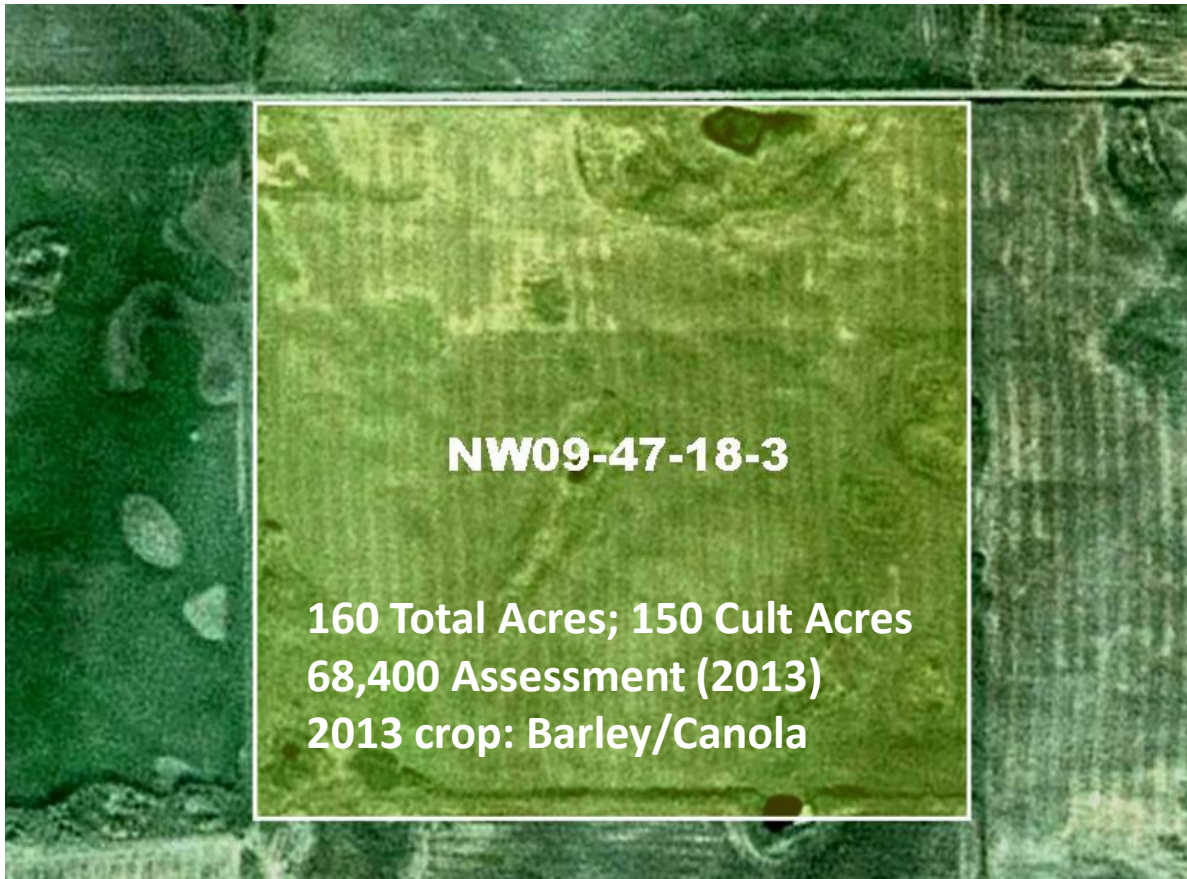 NW09-47-18-3
160 Total Acres; 150 Cult Acres
68,400 Assessment (2013)
2013 crop: Barley/Canola